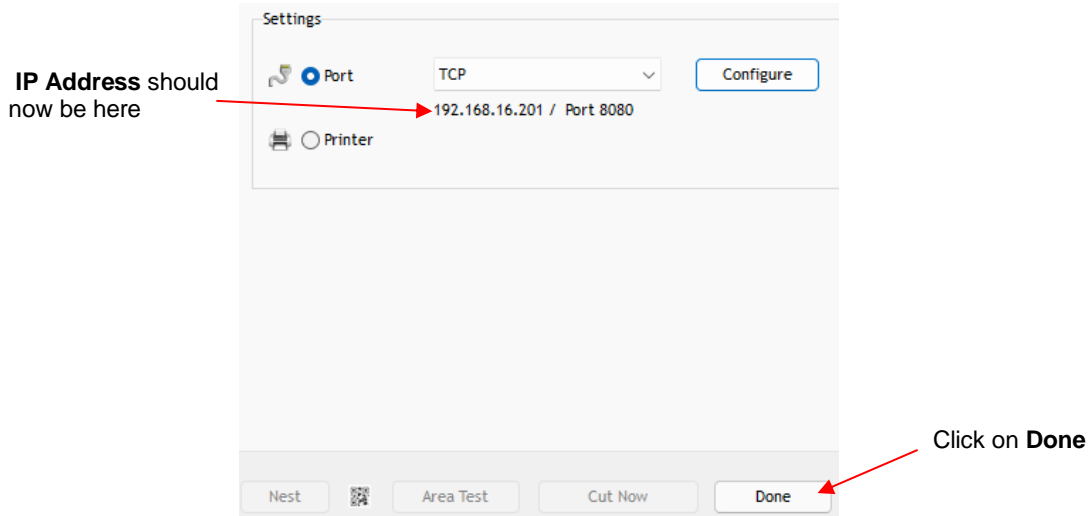 Settings
IP Address should
now be here
Port
TCP
Configure
192.168.16.201 / Port 8080
Printer
Click on Done
Nest
Area Test
Cut Now
Done